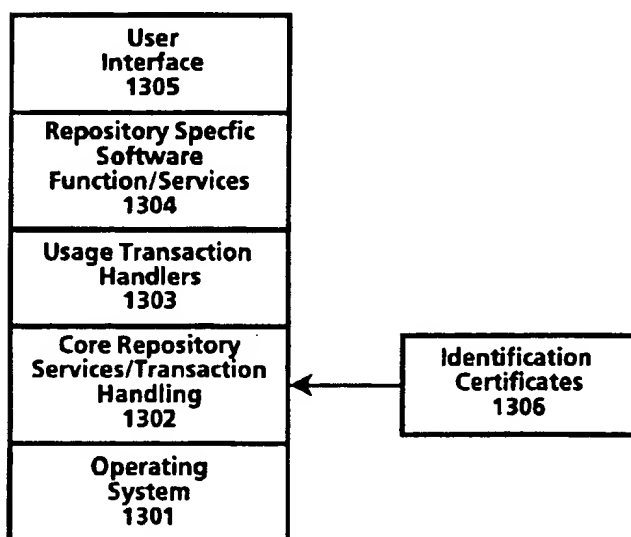 User
Interface
1305
Repository Specfic
Software
Function/Services
1304
Usage Transaction
Handlers
1303
Core Repository
Services/Transaction
Handling
1302
Identification
Certificates
1306
Operating
System
1301